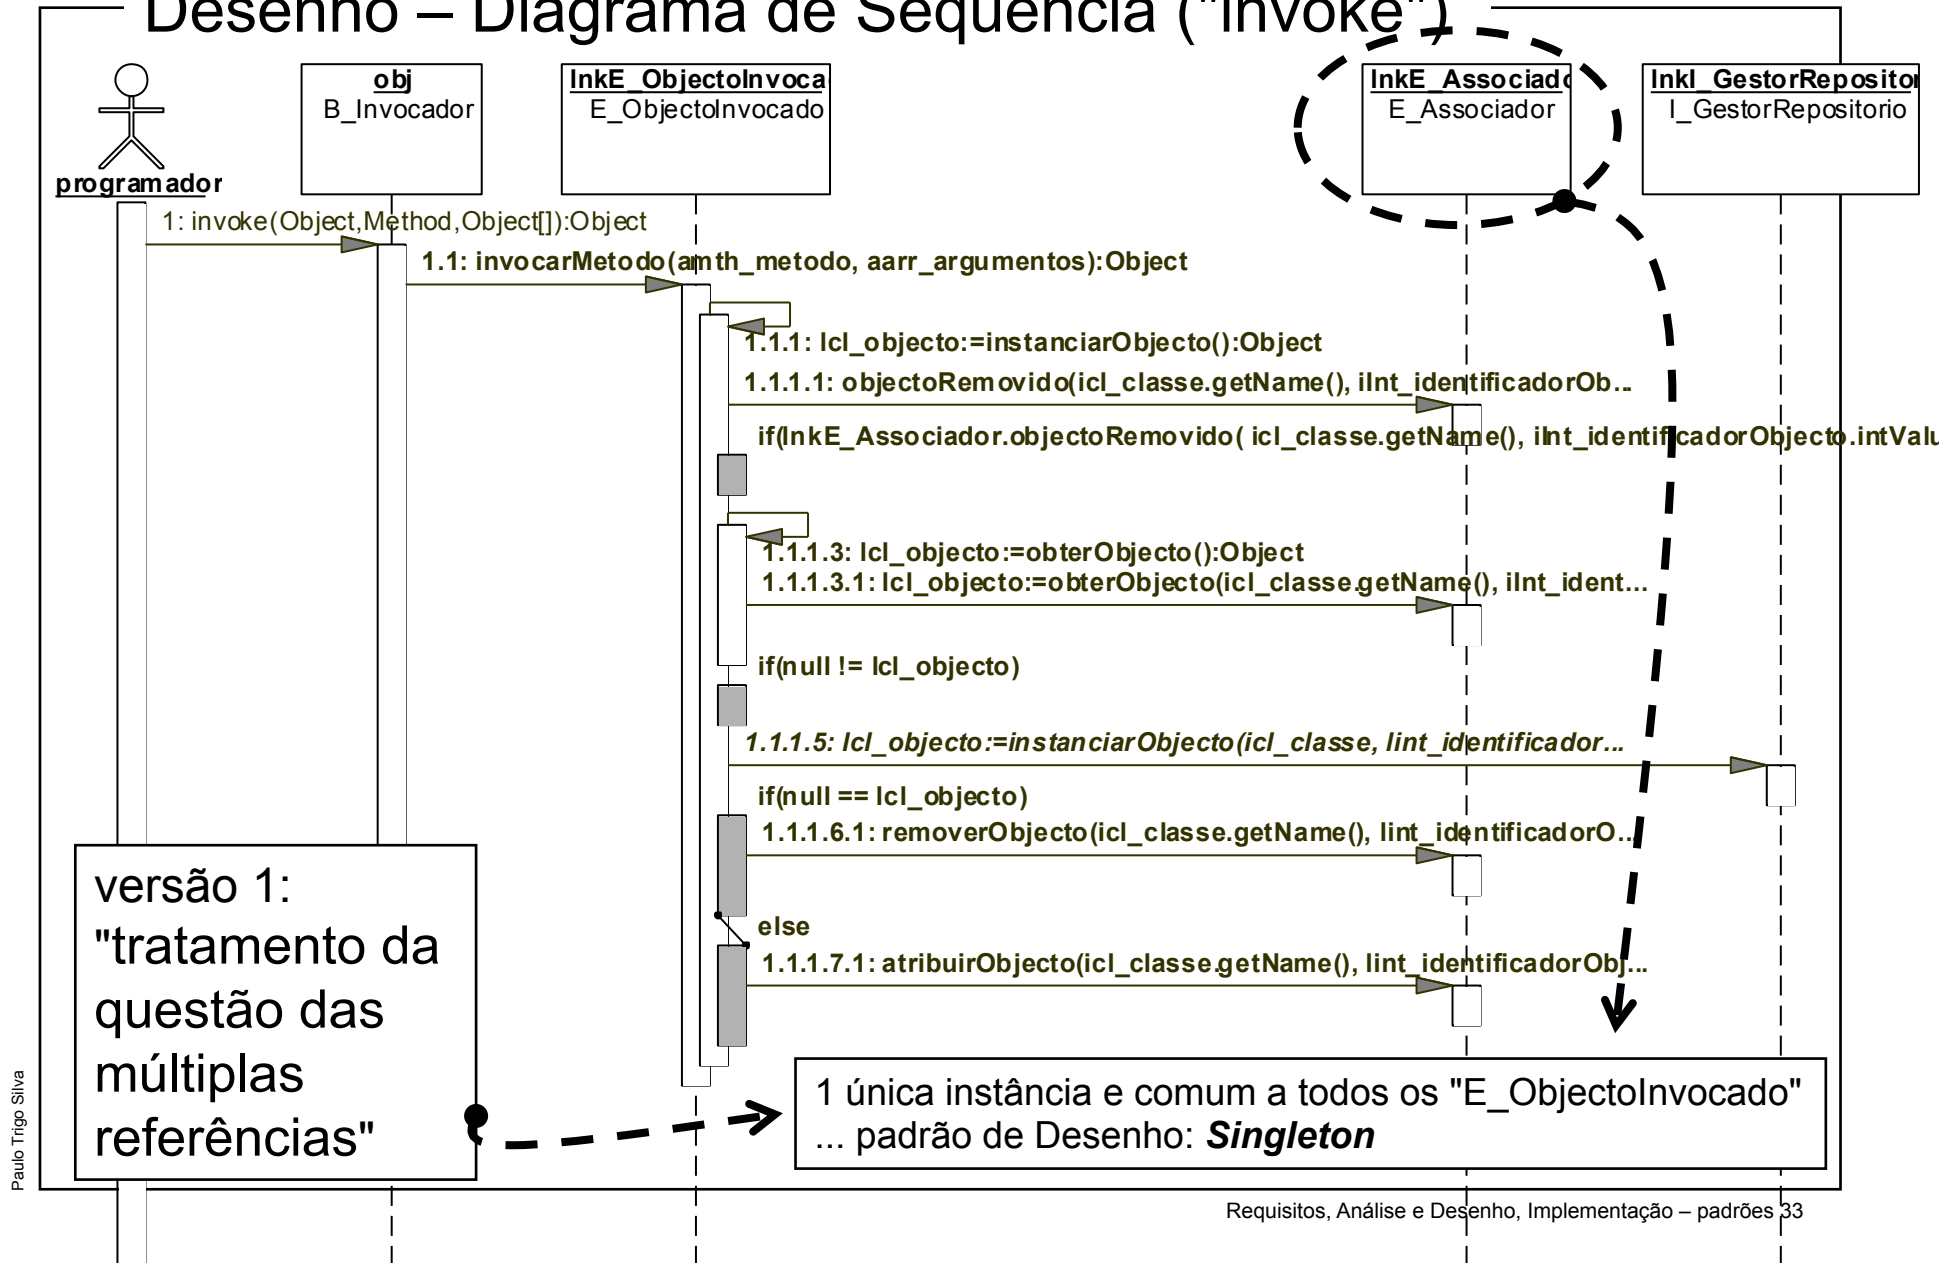 Desenho – Diagrama de Sequência ("invoke")
programador
obj
B_Invocador
lnkE_ObjectoInvoca
E_ObjectoInvocado
lnkE_Associado
E_Associador
lnkI_GestorRepositor
I_GestorRepositorio
1: invoke(Object,Method,Object[]):Object
1.1: invocarMetodo(amth_metodo, aarr_argumentos):Object
1.1.1: lcl_objecto:=instanciarObjecto():Object
1.1.1.1: objectoRemovido(icl_classe.getName(), iInt_identificadorOb...
if(lnkE_Associador.objectoRemovido( icl_classe.getName(), iInt_identificadorObjecto.intValu
1.1.1.3: lcl_objecto:=obterObjecto():Object
1.1.1.3.1: lcl_objecto:=obterObjecto(icl_classe.getName(), iInt_ident...
if(null != lcl_objecto)
1.1.1.5: lcl_objecto:=instanciarObjecto(icl_classe, lint_identificador...
if(null == lcl_objecto)
1.1.1.6.1: removerObjecto(icl_classe.getName(), lint_identificadorO...
else
1.1.1.7.1: atribuirObjecto(icl_classe.getName(), lint_identificadorObj...
versão 1:
"tratamento da
questão das
múltiplas
referências"
1 única instância e comum a todos os "E_ObjectoInvocado"
... padrão de Desenho: Singleton
Paulo Trigo Silva
Requisitos, Análise e Desenho, Implementação – padrões 33